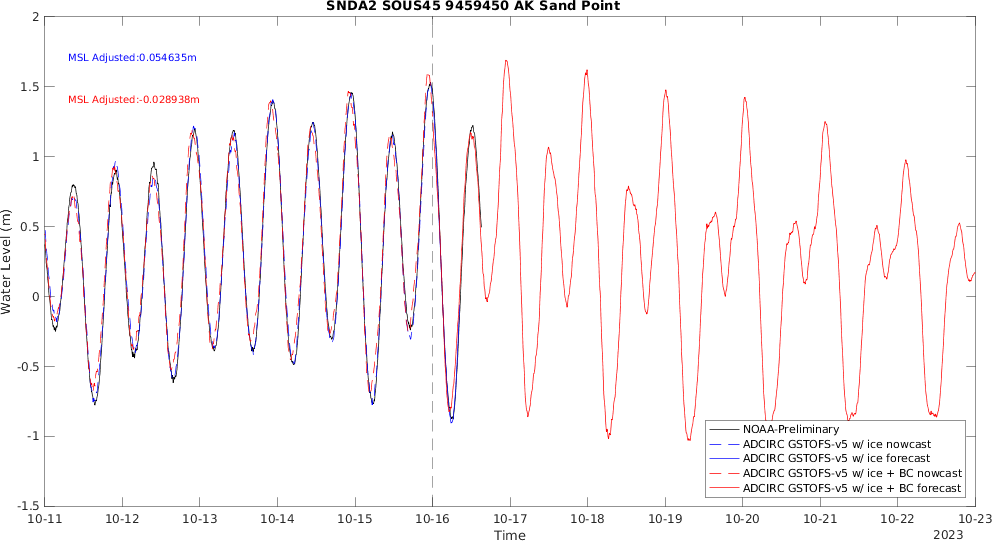 SNDA2 SOUS45 9459450 AK Sand Point
MSL Adjusted:0.054635m
MSL Adjusted:-0.028938m
Water Level (m)
2
1.5
1
0.5
0
-0.5
-1
-1.5
NOAA-Preliminary
ADCIRC GSTOFS-v5 w/ ice nowcast
ADCIRC GSTOFS-v5 w/ ice forecast
ADCIRC GSTOFS-v5 w/ ice + BC nowcast
ADCIRC GSTOFS-v5 w/ ice + BC forecast
10-11 10-12 10-13 10-14 10-15 10-16 10-17 10-18 10-19 10-20 10-21 10-22 10-23
Time
2023